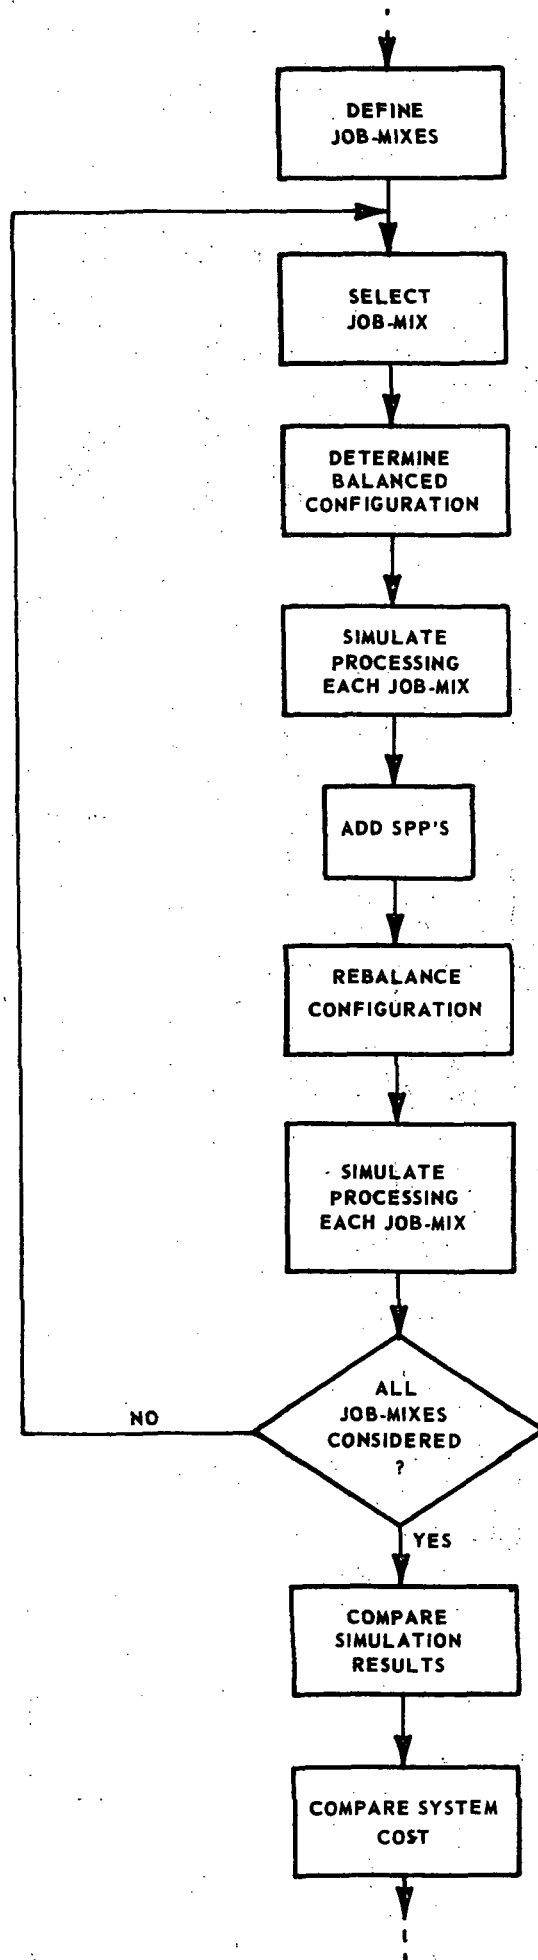 DEFINE
JOB-MIXES
SELECT
JOB-MIX
DETERMINE
BALANCED
CONFIGURATION
SIMULATE
PROCESSING
EACH JOB-MIX
ADD SPP'S
REBALANCE
CONFIGURATION
SIMULATE
PROCESSING
EACH JOB-MIX
ALL
JOB-MIXES
CONSIDERED
?
NO
YES
COMPARE
SIMULATION
RESULTS
COMPARE SYSTEM
COST